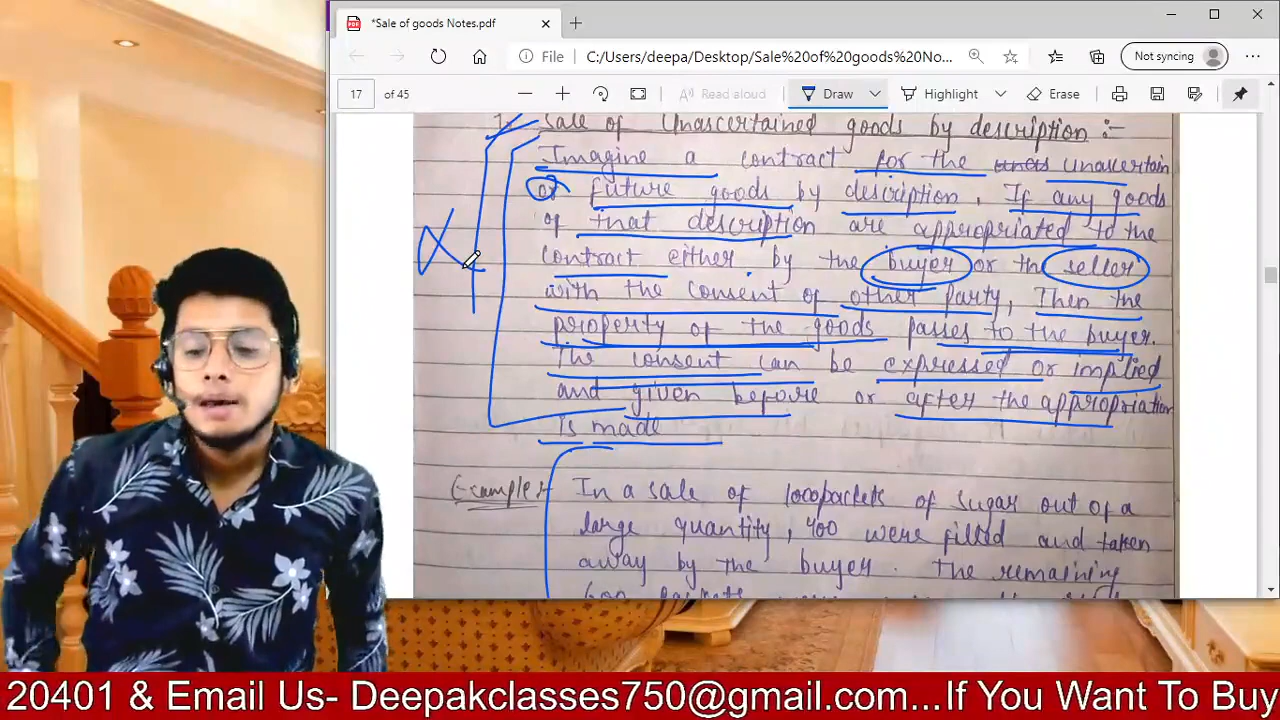 *Sale of goods Notes.pdf
File C:/Users/deepa/Desktop/Sale%20of%20goods%20No... Not syncing
17 of 45 Read aloud Draw Highlight Erase
Sale of Unascertained goods by description :-
Imagine a contract for the unascertain
or future goods by description, If any goods
of that description are appropriated to the
contract either by the buyer or the seller
with the consent of other party, Then the
property of the goods passes to the buyer.
The consent can be expressed or implied
and given before or after the appropriation
is made
Example:- In a sale of 1000packets of sugar out of a
large quantity, 400 were filled and taken
away by the buyer. The remaining
20401 & Email Us- Deepakclasses750@gmail.com...If You Want To Buy